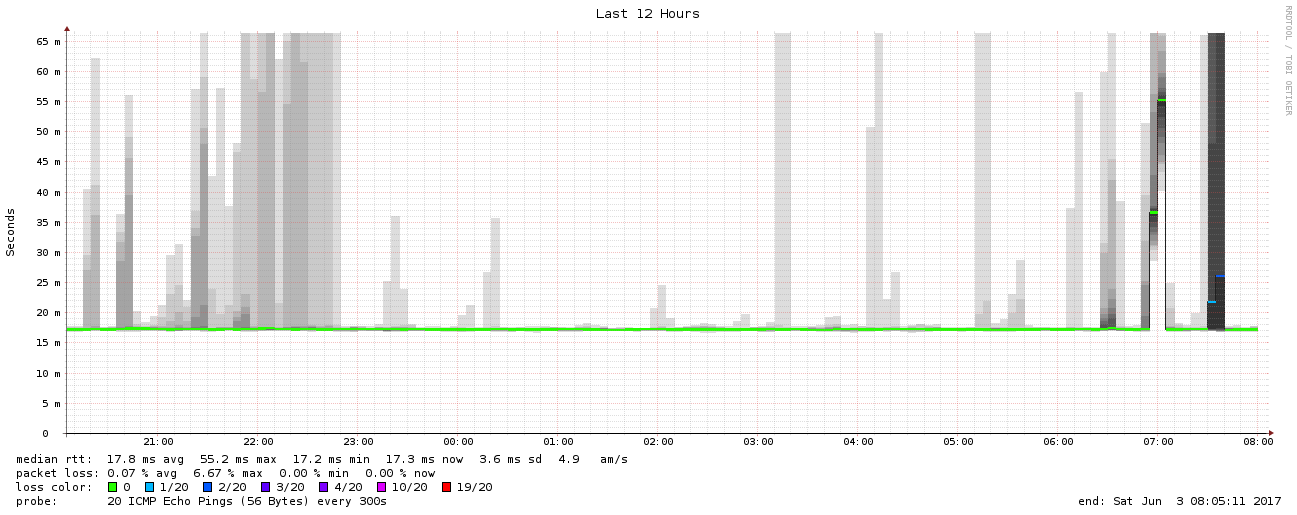 Last 12 Hours
RRDTOOL / TOBI OETIKER
Seconds
65 m
60 m
55 m
50 m
45 m
40 m
35 m
30 m
25 m
20 m
15 m
10 m
5 m
0
21:00 22:00 23:00 00:00 01:00 02:00 03:00 04:00 05:00 06:00 07:00 08:00
median rtt: 17.8 ms avg 55.2 ms max 17.2 ms min 17.3 ms now 3.6 ms sd 4.9 am/s
packet loss: 0.07 % avg 6.67 % max 0.00 % min 0.00 % now
loss color: 0 1/20 2/20 3/20 4/20 10/20 19/20
probe: 20 ICMP Echo Pings (56 Bytes) every 300s end: Sat Jun 3 08:05:11 2017